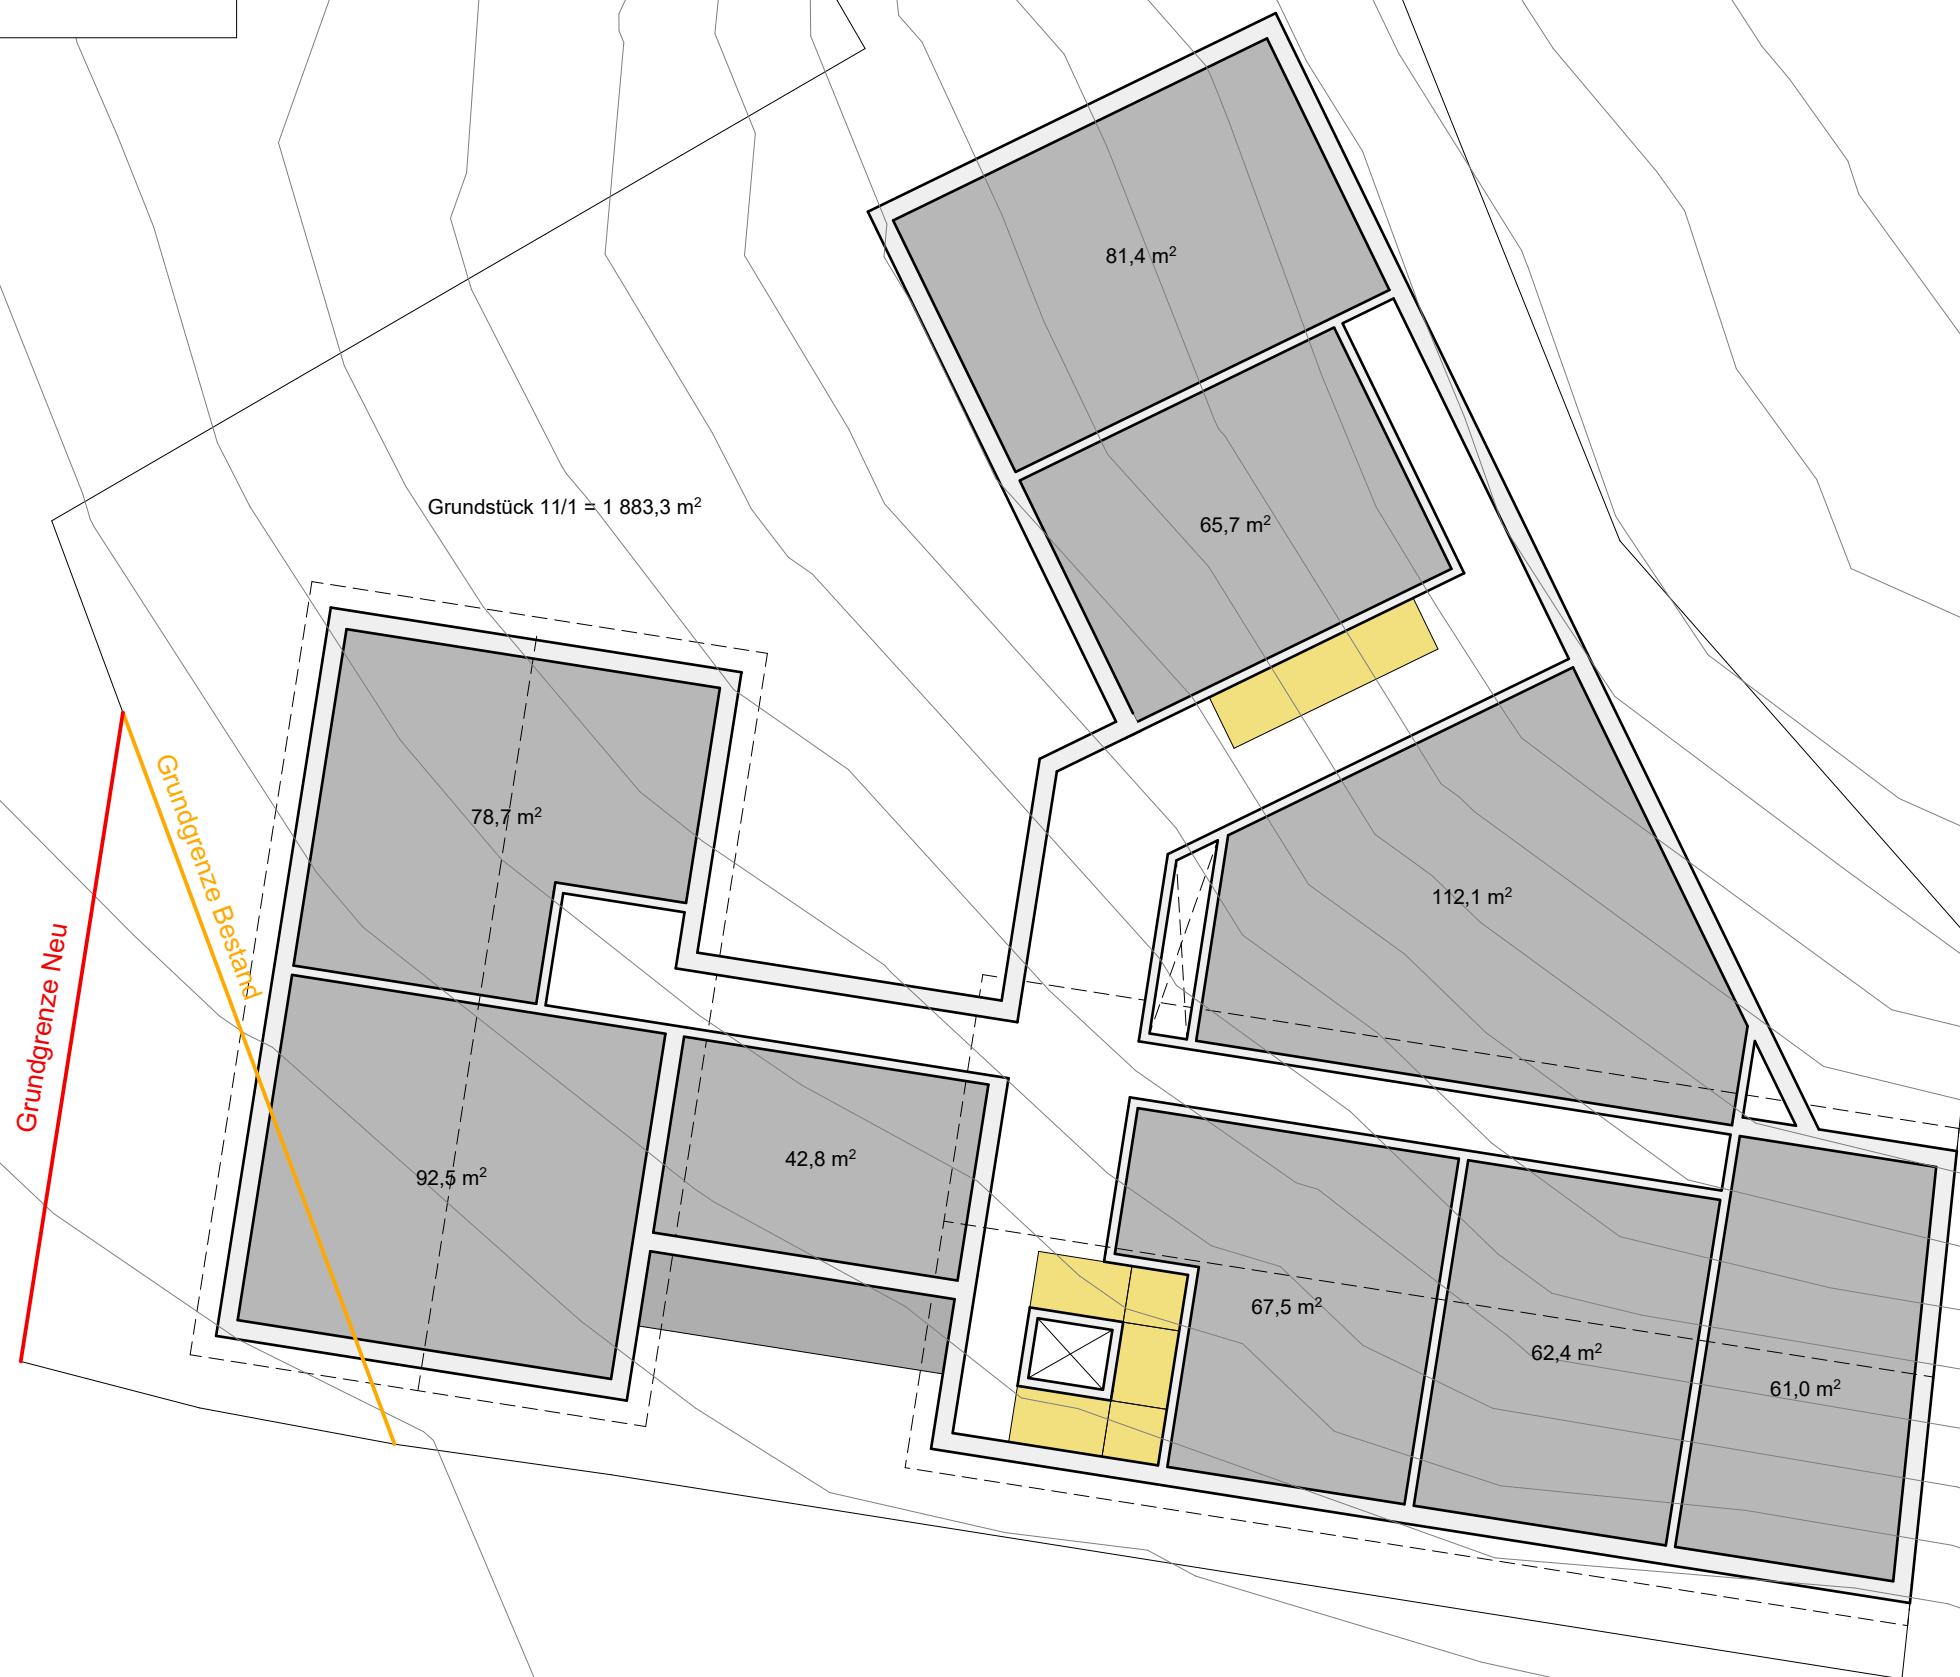 81,4 m²
Grundstück 11/1 = 1 883,3 m²
65,7 m²
78,7 m²
Grundgrenze Bestand
112,1 m²
Grundgrenze Neu
42,8 m²
92,5 m²
67,5 m²
62,4 m²
61,0 m²